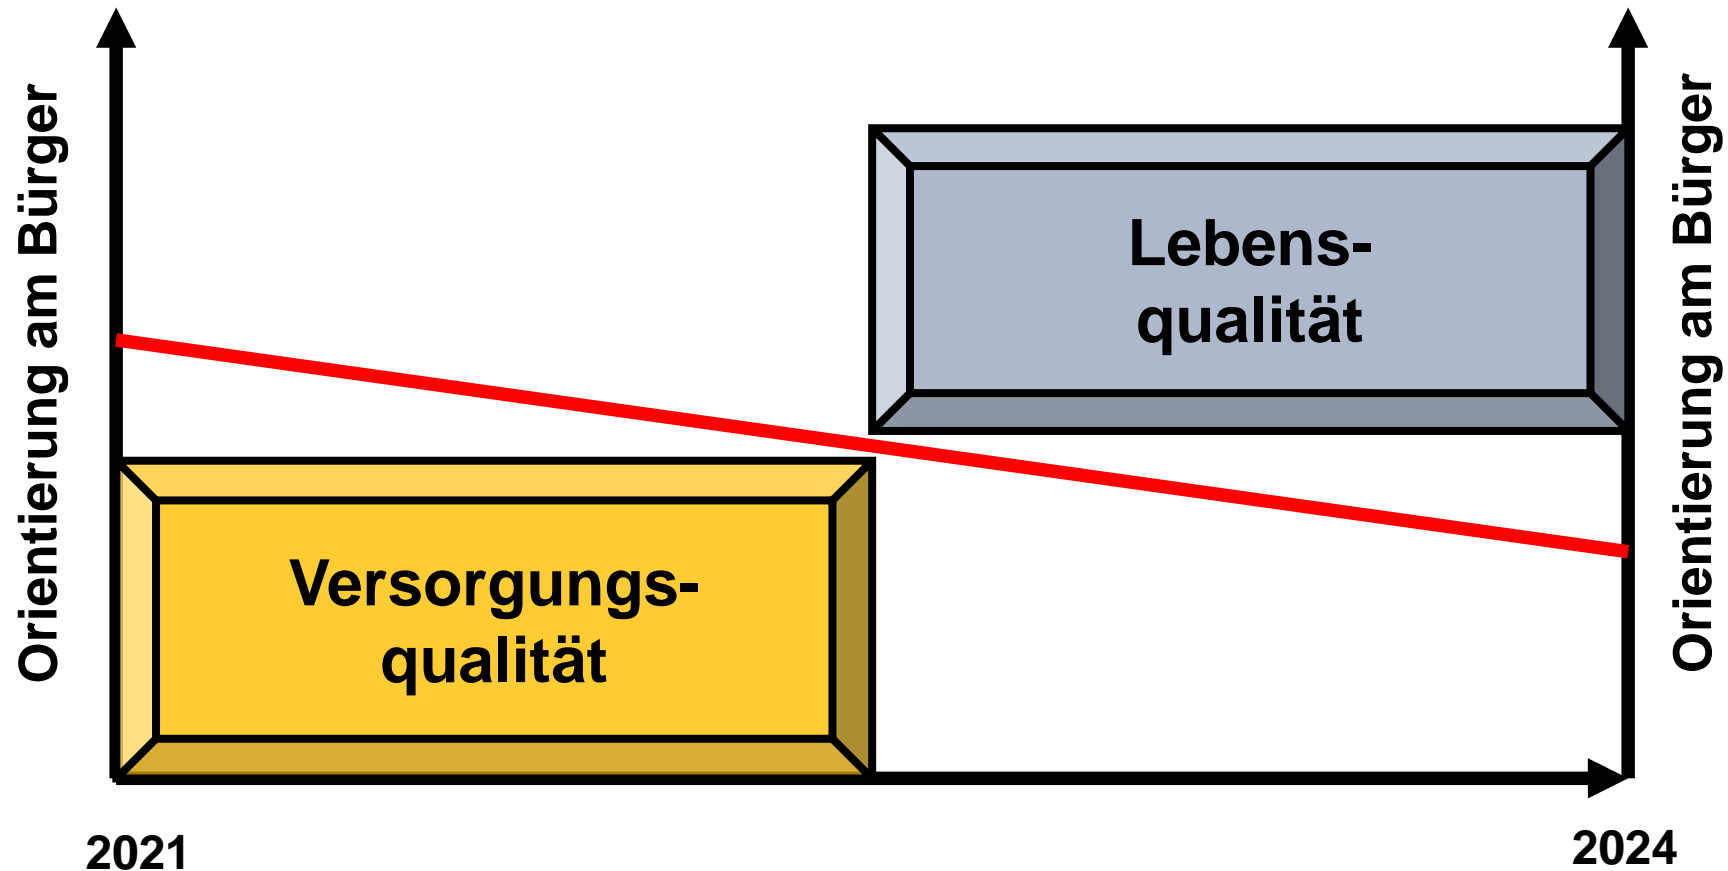 Orientierung am Bürger
Lebens-
qualität
Versorgungs-
qualität
Orientierung am Bürger
2021
2024